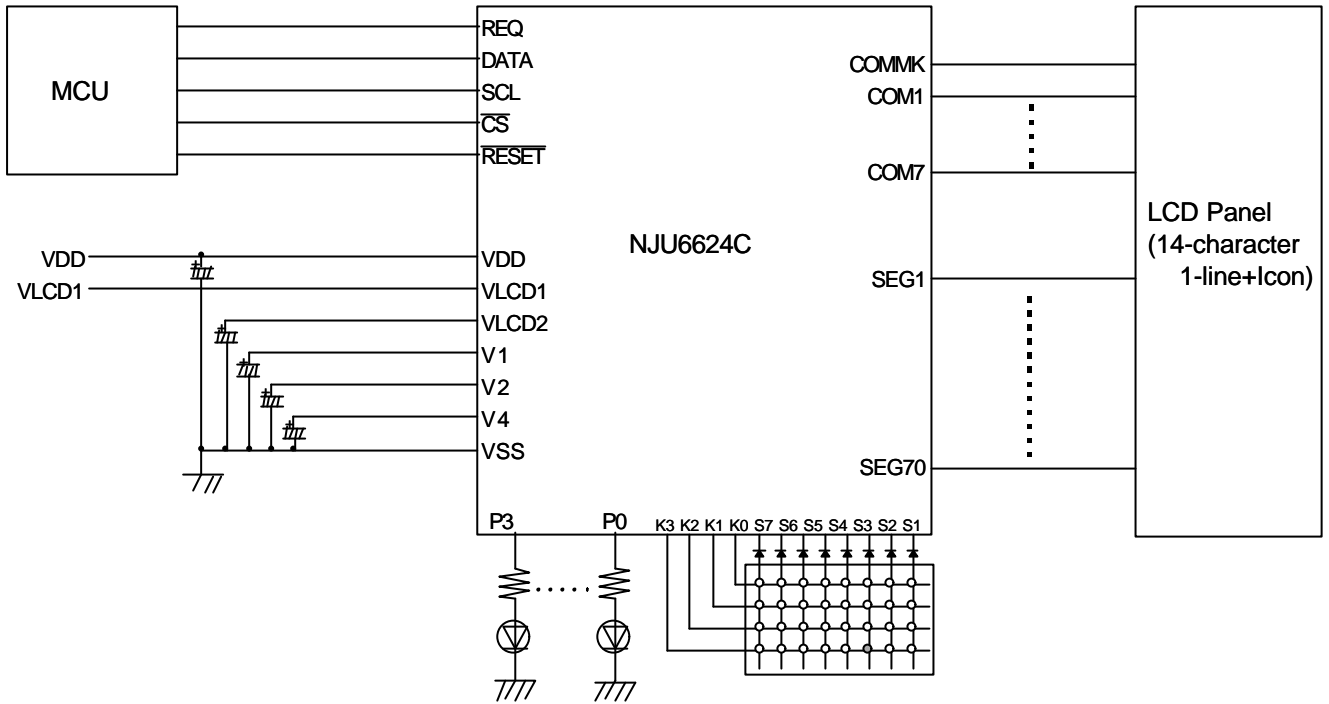 MCU
REQ
DATA
SCL
CS
RESET
VDD
VLCD1
VDD
VLCD1
VLCD2
V1
V2
V4
VSS
NJU6624C
COMMK
COM1
COM7
SEG1
SEG70
LCD Panel
(14-character
1-line+Icon)
P3 P0 K3 K2 K1 K0 S7 S6 S5 S4 S3 S2 S1